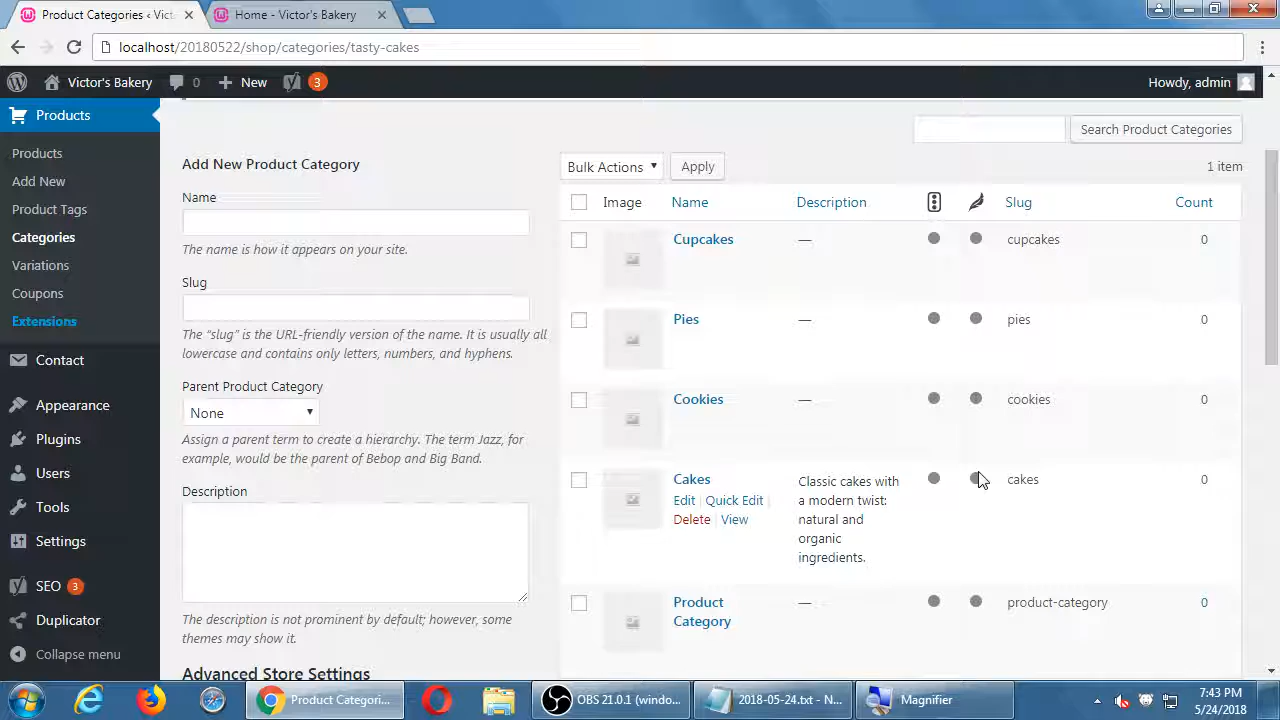 Product Categories ‹ Vict
Home - Victor's Bakery
localhost/20180522/shop/categories/tasty-cakes
Victor's Bakery
0
New
3
Howdy, admin
Products
Products
Add New
Product Tags
Categories
Variations
Coupons
Extensions
Contact
Appearance
Plugins
Users
Tools
Settings
SEO 3
Duplicator
Collapse menu
Search Product Categories
Add New Product Category
Name
The name is how it appears on your site.
Slug
The “slug” is the URL-friendly version of the name. It is usually all
lowercase and contains only letters, numbers, and hyphens.
Parent Product Category
None
Assign a parent term to create a hierarchy. The term Jazz, for
example, would be the parent of Bebop and Big Band.
Description
The description is not prominent by default; however, some
themes may show it.
Advanced Store Settings
Bulk Actions
Apply
1 item
Image Name Description Slug Count
Cupcakes — cupcakes 0
Pies — pies 0
Cookies — cookies 0
Cakes Classic cakes with cakes 0
Edit | Quick Edit | a modern twist:
Delete | View natural and
organic
ingredients.
Product — product-category 0
Category
Product Categori...
OBS 21.0.1 (windo...
2018-05-24.txt - N...
Magnifier
7:43 PM
5/24/2018